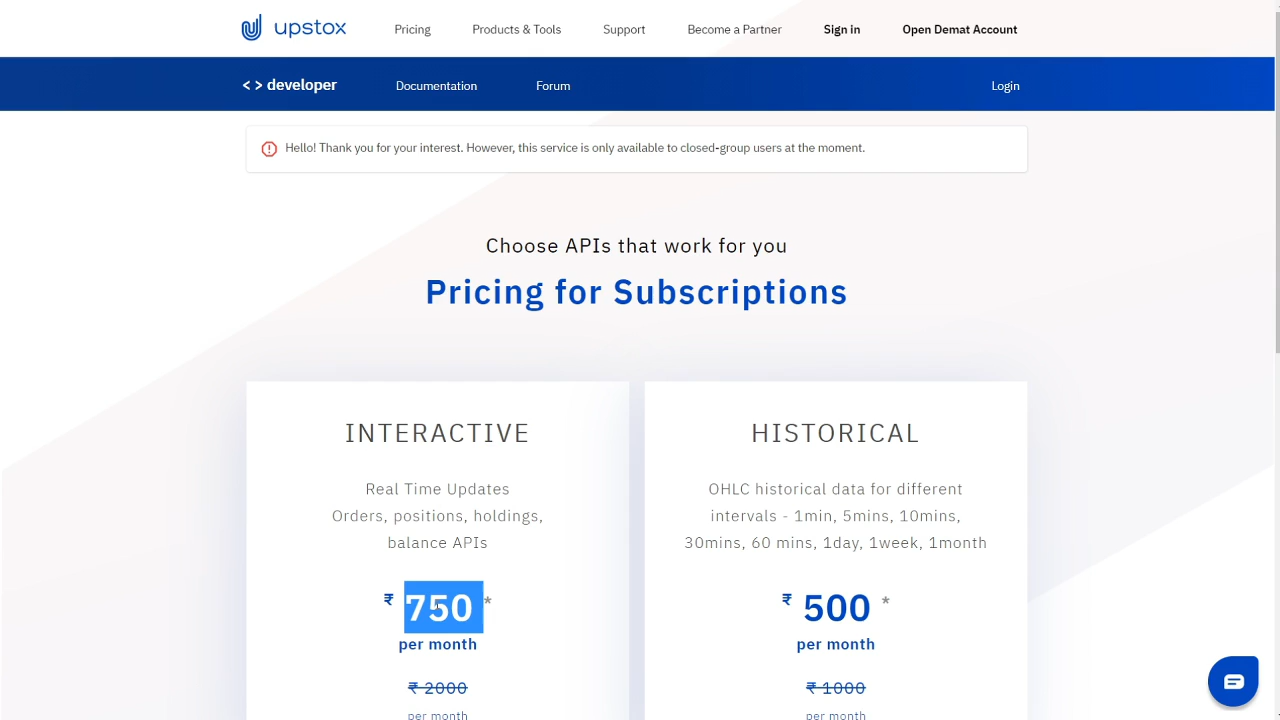 upstox
Pricing
Products & Tools
Support
Become a Partner
Sign in
Open Demat Account
< > developer
Documentation
Forum
Login
Hello! Thank you for your interest. However, this service is only available to closed-group users at the moment.
Choose APIs that work for you
Pricing for Subscriptions
INTERACTIVE
Real Time Updates
Orders, positions, holdings,
balance APIs
₹ 750 *
per month
₹ 2000
per month
HISTORICAL
OHLC historical data for different
intervals - 1min, 5mins, 10mins,
30mins, 60 mins, 1day, 1week, 1month
₹ 500 *
per month
₹ 1000
per month